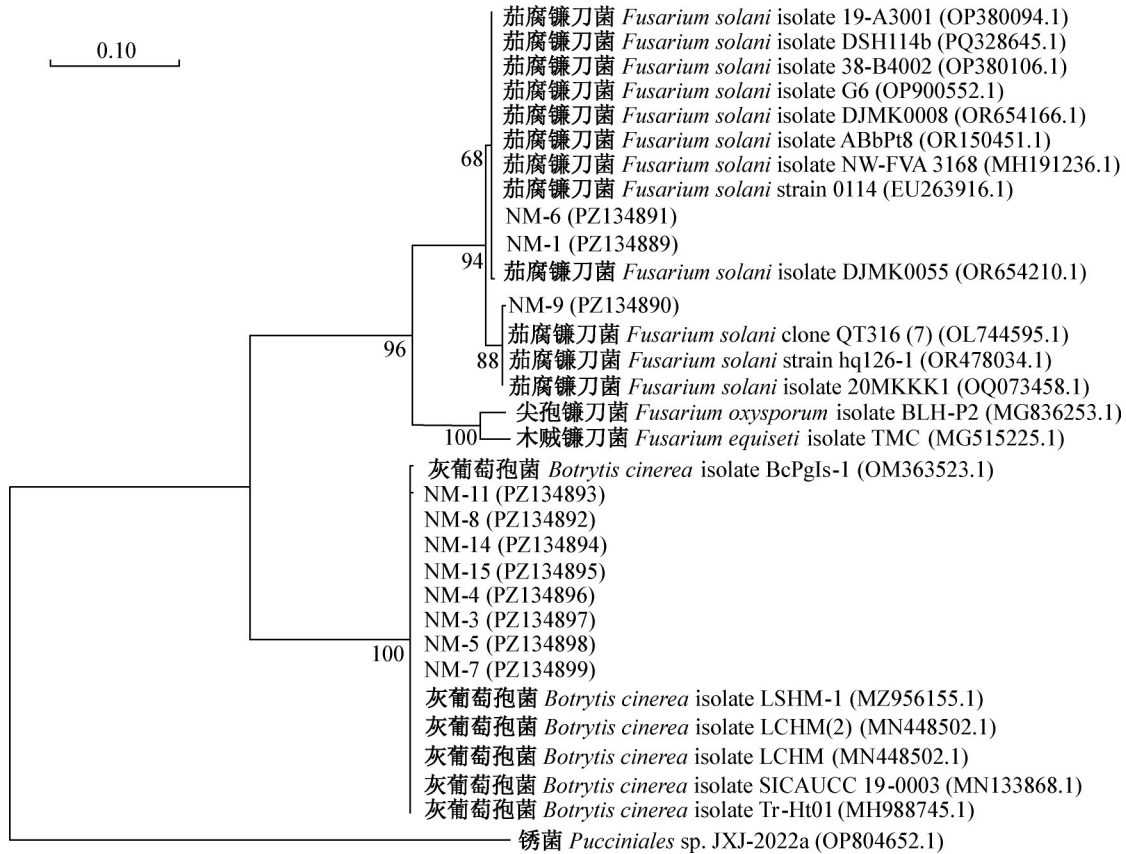 0.10
茄腐镰刀菌 Fusarium solani isolate 19-A3001 (OP380094.1)
茄腐镰刀菌 Fusarium solani isolate DSH114b (PQ328645.1)
茄腐镰刀菌 Fusarium solani isolate 38-B4002 (OP380106.1)
茄腐镰刀菌 Fusarium solani isolate G6 (OP900552.1)
茄腐镰刀菌 Fusarium solani isolate DJMK0008 (OR654166.1)
茄腐镰刀菌 Fusarium solani isolate ABbPt8 (OR150451.1)
68
茄腐镰刀菌 Fusarium solani isolate NW-FVA 3168 (MH191236.1)
茄腐镰刀菌 Fusarium solani strain 0114 (EU263916.1)
NM-6 (PZ134891)
NM-1 (PZ134889)
94
茄腐镰刀菌 Fusarium solani isolate DJMK0055 (OR654210.1)
NM-9 (PZ134890)
茄腐镰刀菌 Fusarium solani clone QT316 (7) (OL744595.1)
96
88
茄腐镰刀菌 Fusarium solani strain hq126-1 (OR478034.1)
茄腐镰刀菌 Fusarium solani isolate 20MKKK1 (OQ073458.1)
尖孢镰刀菌 Fusarium oxysporum isolate BLH-P2 (MG836253.1)
100
木贼镰刀菌 Fusarium equiseti isolate TMC (MG515225.1)
灰葡萄孢菌 Botrytis cinerea isolate BcPgIs-1 (OM363523.1)
NM-11 (PZ134893)
NM-8 (PZ134892)
NM-14 (PZ134894)
NM-15 (PZ134895)
NM-4 (PZ134896)
NM-3 (PZ134897)
NM-5 (PZ134898)
100
NM-7 (PZ134899)
灰葡萄孢菌 Botrytis cinerea isolate LSHM-1 (MZ956155.1)
灰葡萄孢菌 Botrytis cinerea isolate LCHM(2) (MN448502.1)
灰葡萄孢菌 Botrytis cinerea isolate LCHM (MN448502.1)
灰葡萄孢菌 Botrytis cinerea isolate SICAUCC 19-0003 (MN133868.1)
灰葡萄孢菌 Botrytis cinerea isolate Tr-Ht01 (MH988745.1)
锈菌 Pucciniales sp. JXJ-2022a (OP804652.1)